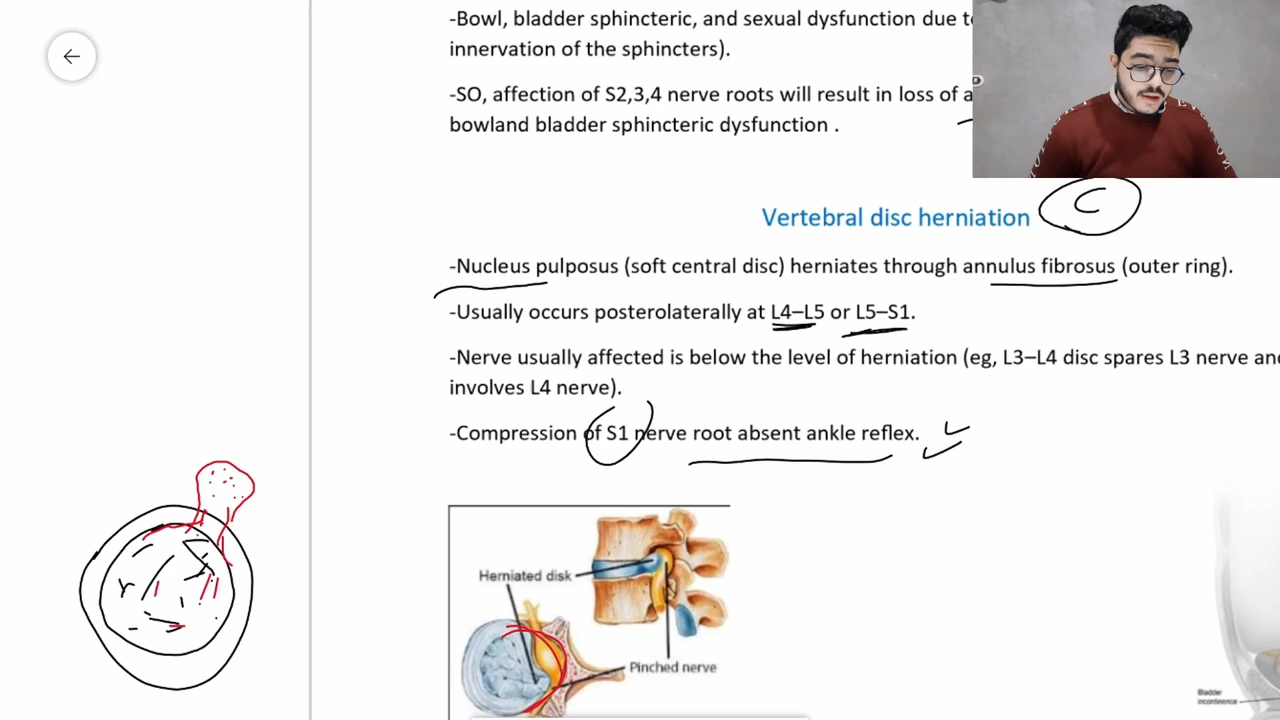 -Bowl, bladder sphincteric, and sexual dysfunction due to
innervation of the sphincters).
-SO, affection of S2,3,4 nerve roots will result in loss of a
bowland bladder sphincteric dysfunction .
Vertebral disc herniation
C
-Nucleus pulposus (soft central disc) herniates through annulus fibrosus (outer ring).
-Usually occurs posterolaterally at L4–L5 or L5–S1.
-Nerve usually affected is below the level of herniation (eg, L3–L4 disc spares L3 nerve and
involves L4 nerve).
-Compression of S1 nerve root absent ankle reflex.
Herniated disk
Pinched nerve
Bladder
incontinence